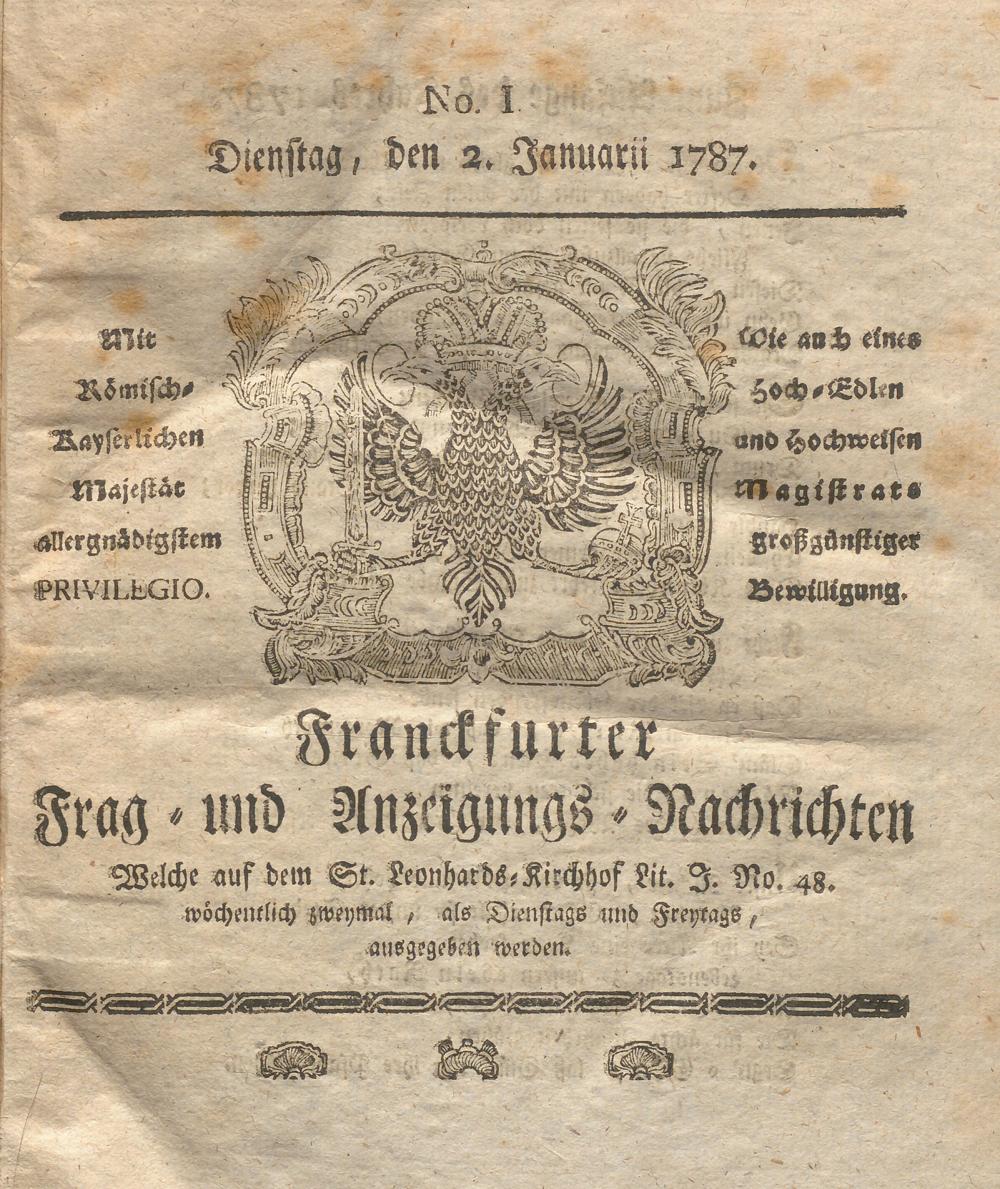 No. I.
Dienstag, den 2. Januarii 1787.
Mit
Römisch-
Kayserlichen
Majestät
allergnädigstem
PRIVILEGIO.
Wie auch eines
Hoch-Edlen
und Hochweisen
Magistrats
großgünstiger
Bewilligung.
Franckfurter
Frag- und Anzeigungs-Nachrichten
Welche auf dem St. Leonhards-Kirchhof Lit. J. No. 48.
wöchentlich zweymal, als Dienstags und Freytags,
ausgegeben werden.